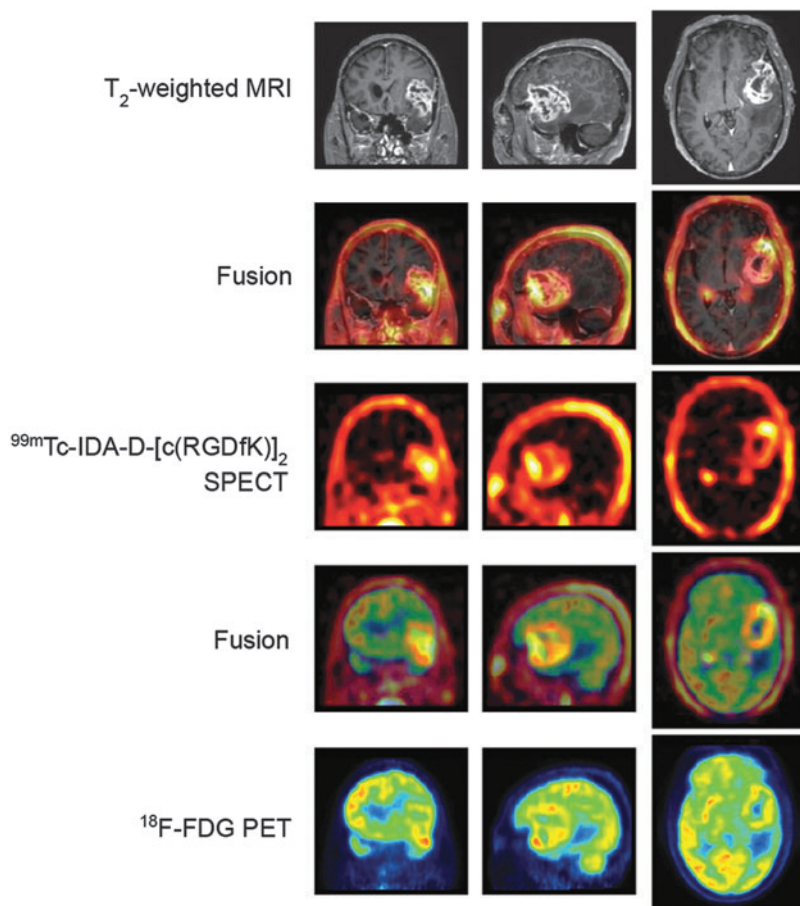 T₂-weighted MRI
Fusion
⁹⁹ᵐTc-IDA-D-[c(RGDfK)]₂
SPECT
Fusion
¹⁸F-FDG PET